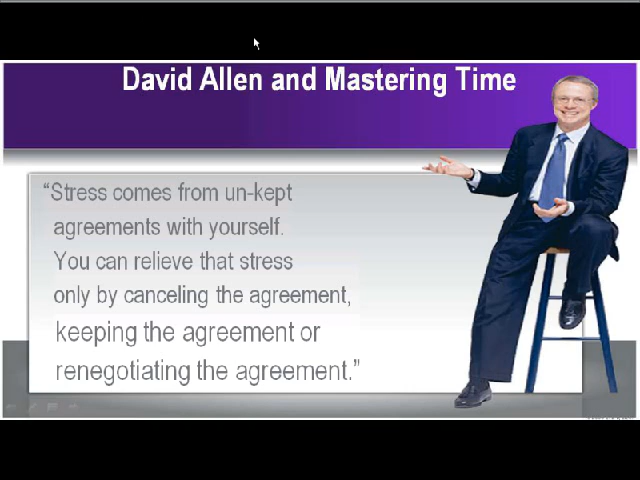 David Allen and Mastering Time
“Stress comes from un-kept
agreements with yourself.
You can relieve that stress
only by canceling the agreement,
keeping the agreement or
renegotiating the agreement.”